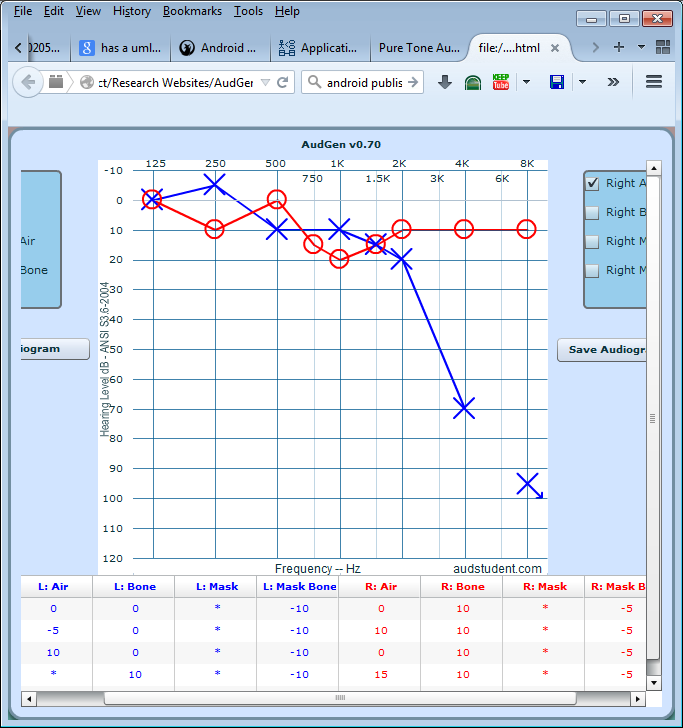 File Edit View History Bookmarks Tools Help
0205... has a umL... Android ... Applicatio... Pure Tone Au... file:/....html
ct/Research Websites/AudGer android publis
KEEP
Tube
AudGen v0.70
125 250 500 1K 2K 4K 8K
750 1.5K 3K 6K
-10
0
10
20
30
40
50
60
70
80
90
100
110
120
Hearing Level dB - ANSI S3.6-2004
Frequency -- Hz audstudent.com
Air
Bone
iogram
Right A
Right B
Right M
Right M
Save Audiogra
L: Air L: Bone L: Mask L: Mask Bone R: Air R: Bone R: Mask R: Mask B
0 0 * -10 0 10 * -5
-5 0 * -10 10 10 * -5
10 0 * -10 0 10 * -5
* 10 * -10 15 10 * -5